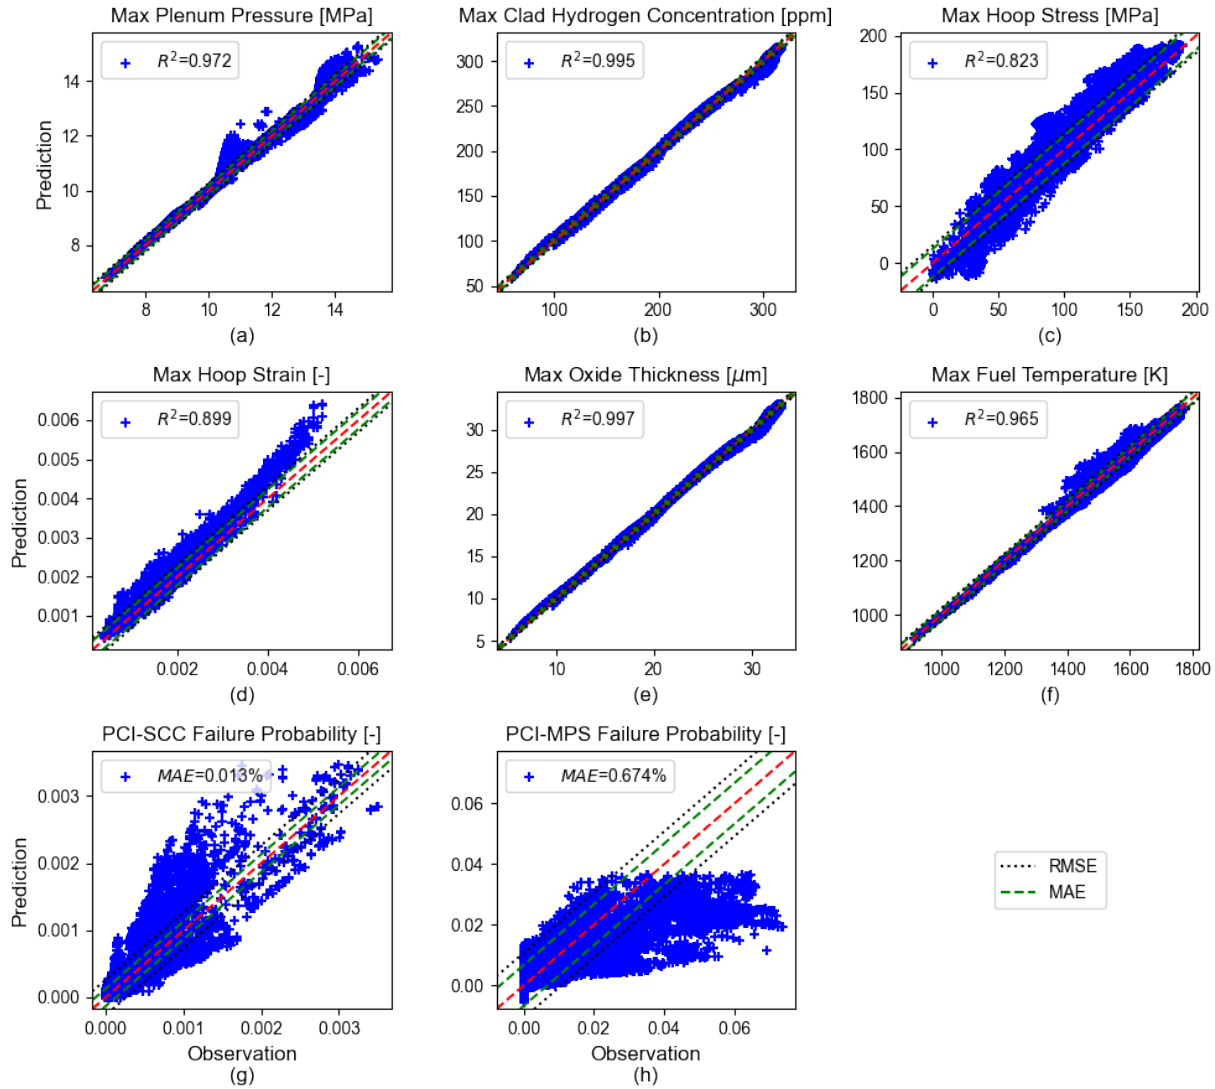 Max Plenum Pressure [MPa]
R²=0.972
Prediction
14
12
10
8
8 10 12 14
(a)
Max Clad Hydrogen Concentration [ppm]
R²=0.995
300
250
200
150
100
50
100 200 300
(b)
Max Hoop Stress [MPa]
R²=0.823
200
150
100
50
0
0 50 100 150 200
(c)
Max Hoop Strain [-]
R²=0.899
Prediction
0.006
0.005
0.004
0.003
0.002
0.001
0.002 0.004 0.006
(d)
Max Oxide Thickness [μm]
R²=0.997
30
25
20
15
10
5
10 20 30
(e)
Max Fuel Temperature [K]
R²=0.965
1800
1600
1400
1200
1000
1000 1200 1400 1600 1800
(f)
PCI-SCC Failure Probability [-]
MAE=0.013%
Prediction
0.003
0.002
0.001
0.000
0.000 0.001 0.002 0.003
Observation
(g)
PCI-MPS Failure Probability [-]
MAE=0.674%
0.06
0.04
0.02
0.00
0.00 0.02 0.04 0.06
Observation
(h)
RMSE
MAE